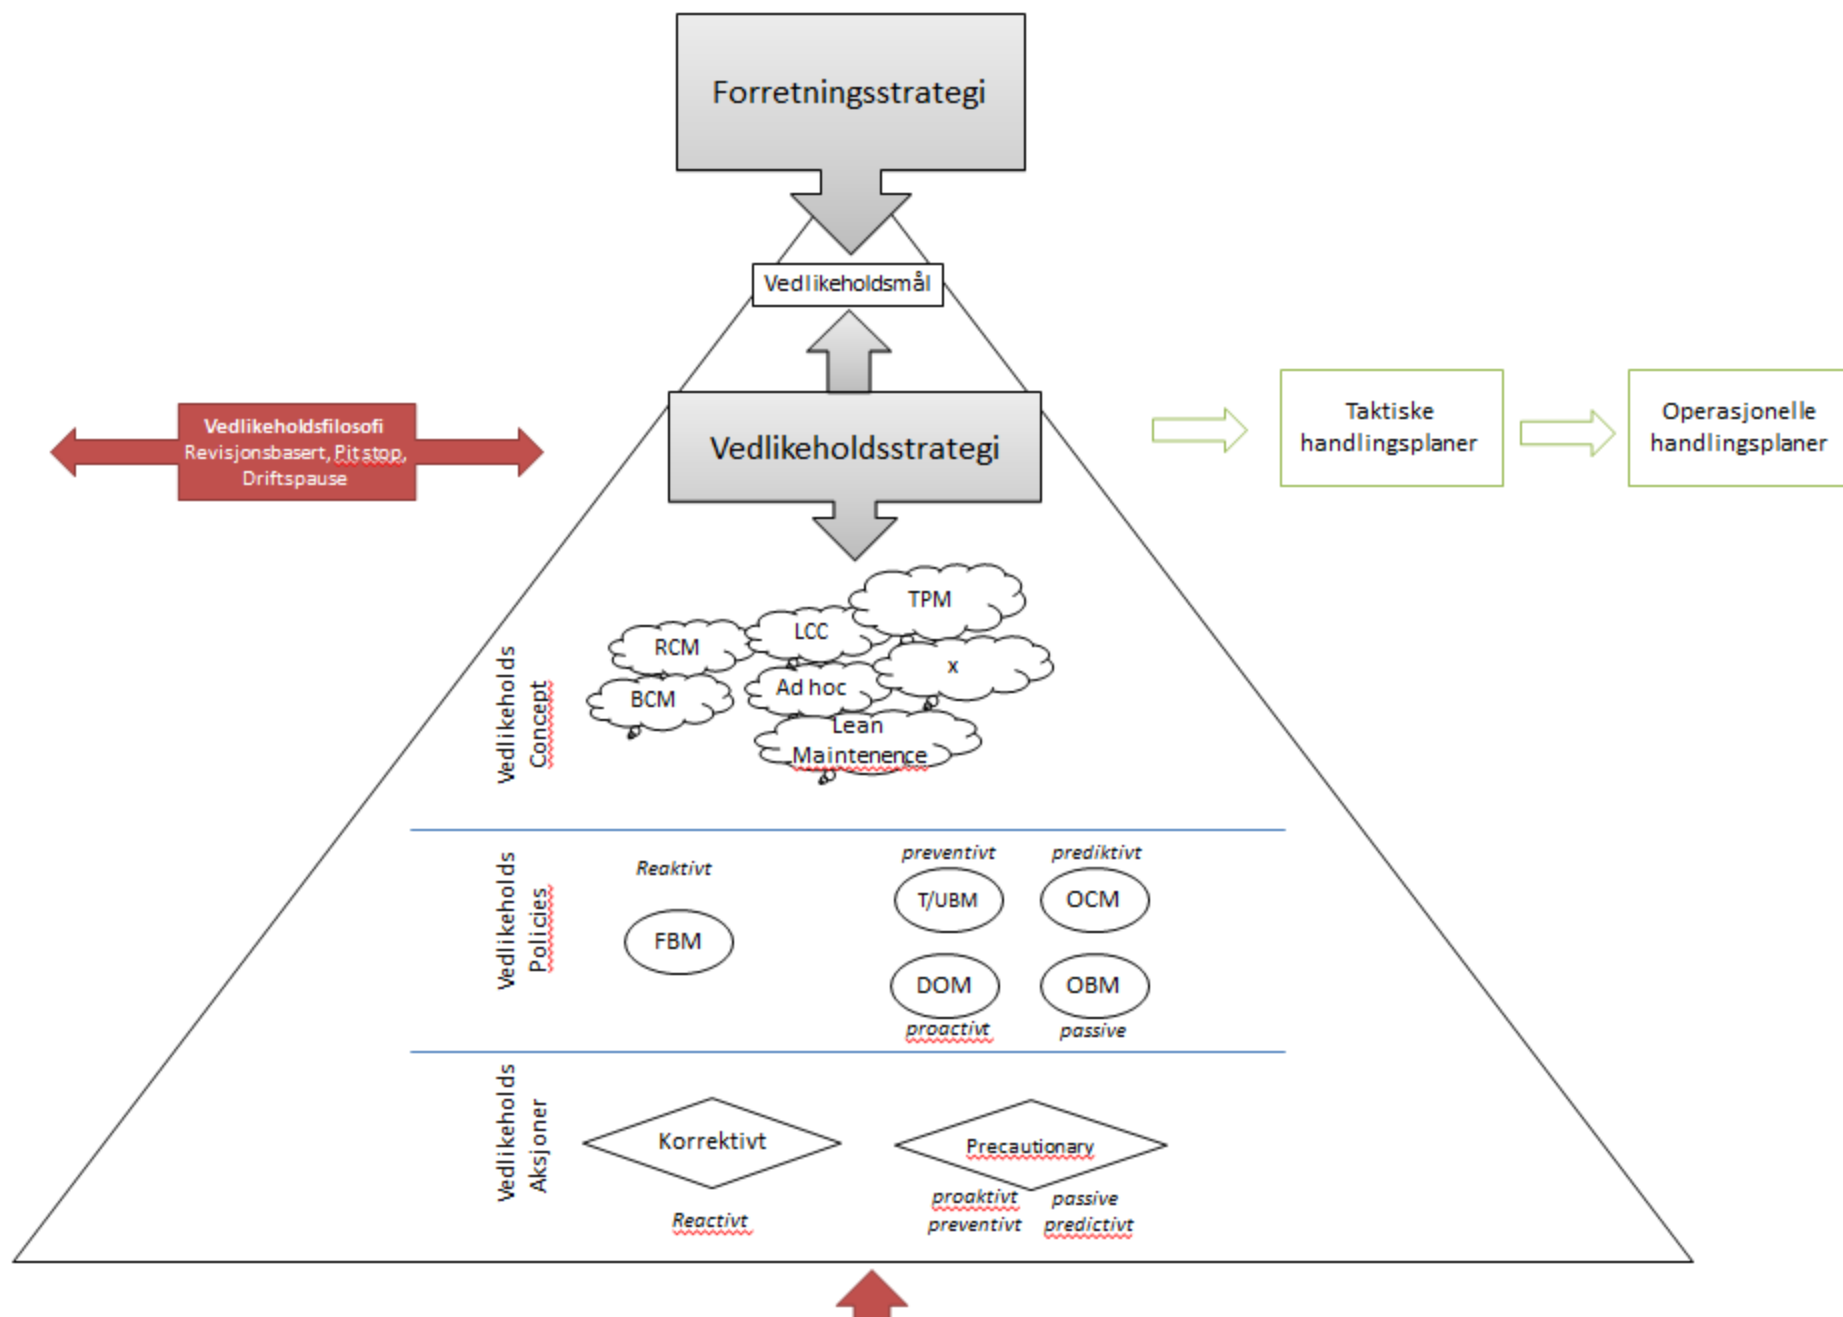 Forretningsstrategi
Vedlikeholdsmål
Vedlikeholdsfilosofi
Revisjonsbasert, Pitstop,
Driftspause
Vedlikeholdsstrategi
Taktiske
handlingsplaner
Operasjonelle
handlingsplaner
Vedlikeholds
Concept
TPM
LCC
RCM
x
Ad hoc
BCM
Lean
Maintenence
Vedlikeholds
Policies
Reaktivt
FBM
preventivt
T/UBM
prediktivt
OCM
DOM
proactivt
OBM
passive
Vedlikeholds
Aksjoner
Korrektivt
Reactivt
Precautionary
proaktivt passive
preventivt predictivt